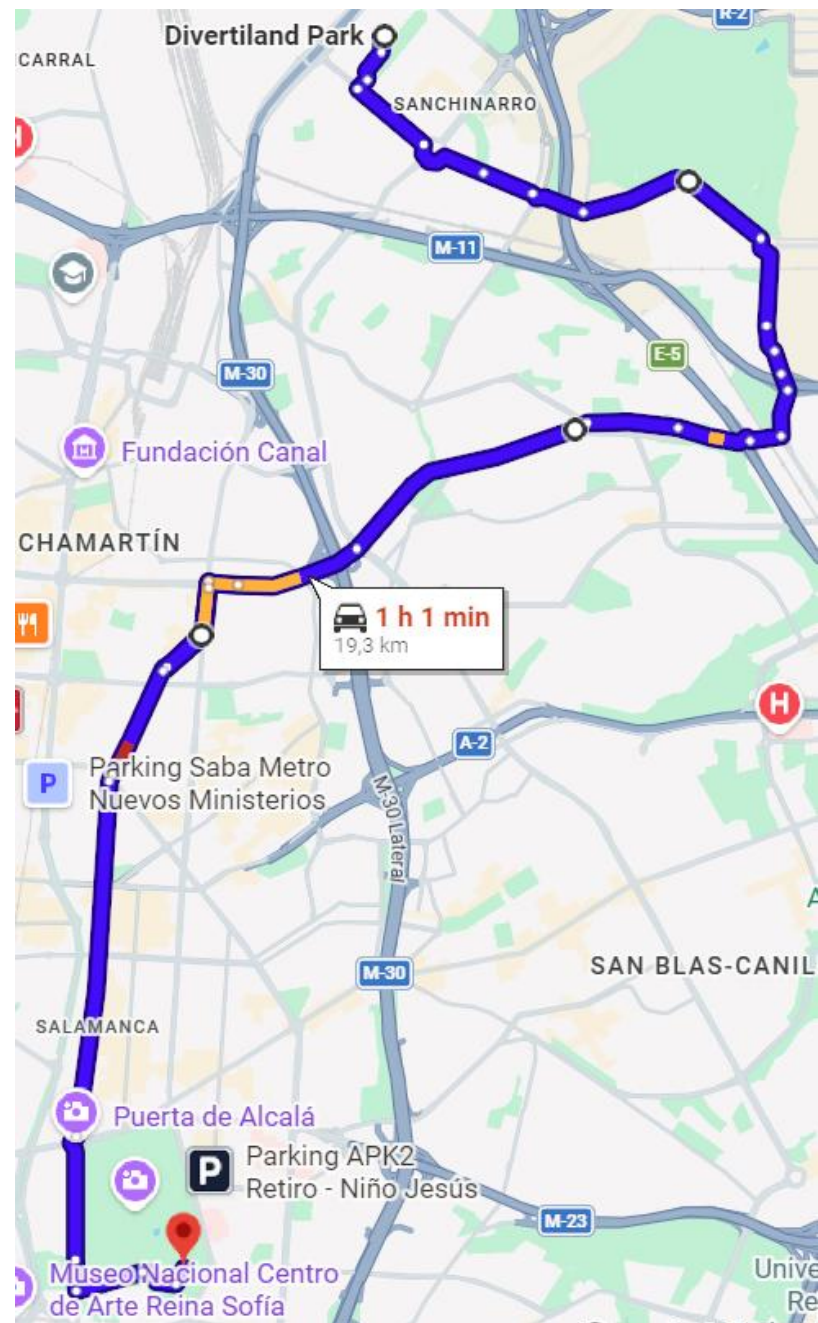 R-2
Divertiland Park
CARRAL
SANCHINARRO
H
M-11
E-5
M-30
Fundación Canal
CHAMARTÍN
1 h 1 min
19,3 km
H
A-2
P
Parking Saba Metro
Nuevos Ministerios
M-30 Lateral
A
M-30
SAN BLAS-CANIL
SALAMANCA
Puerta de Alcalá
P
Parking APK2
Retiro - Niño Jesús
M-23
Museo Nacional Centro
de Arte Reina Sofía
Unive
Re